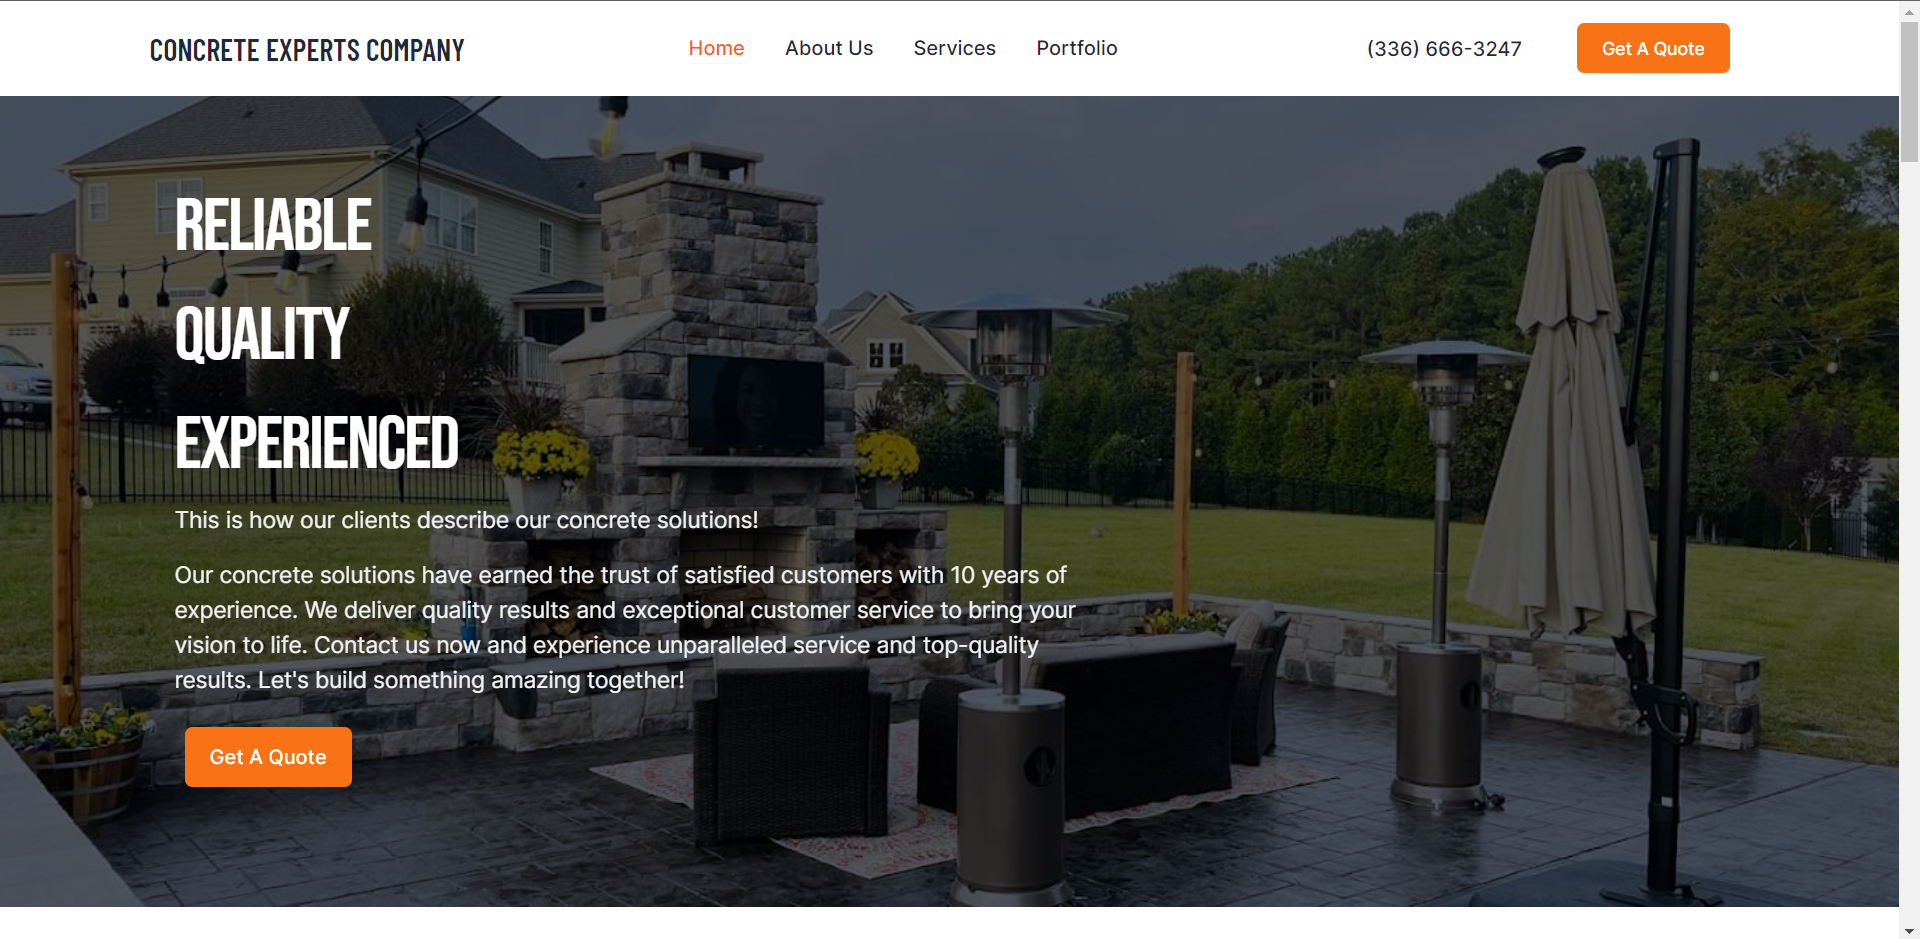 CONCRETE EXPERTS COMPANY
Home About Us Services Portfolio
(336) 666-3247
Get A Quote
RELIABLE
QUALITY
EXPERIENCED
This is how our clients describe our concrete solutions!
Our concrete solutions have earned the trust of satisfied customers with 10 years of
experience. We deliver quality results and exceptional customer service to bring your
vision to life. Contact us now and experience unparalleled service and top-quality
results. Let's build something amazing together!
Get A Quote